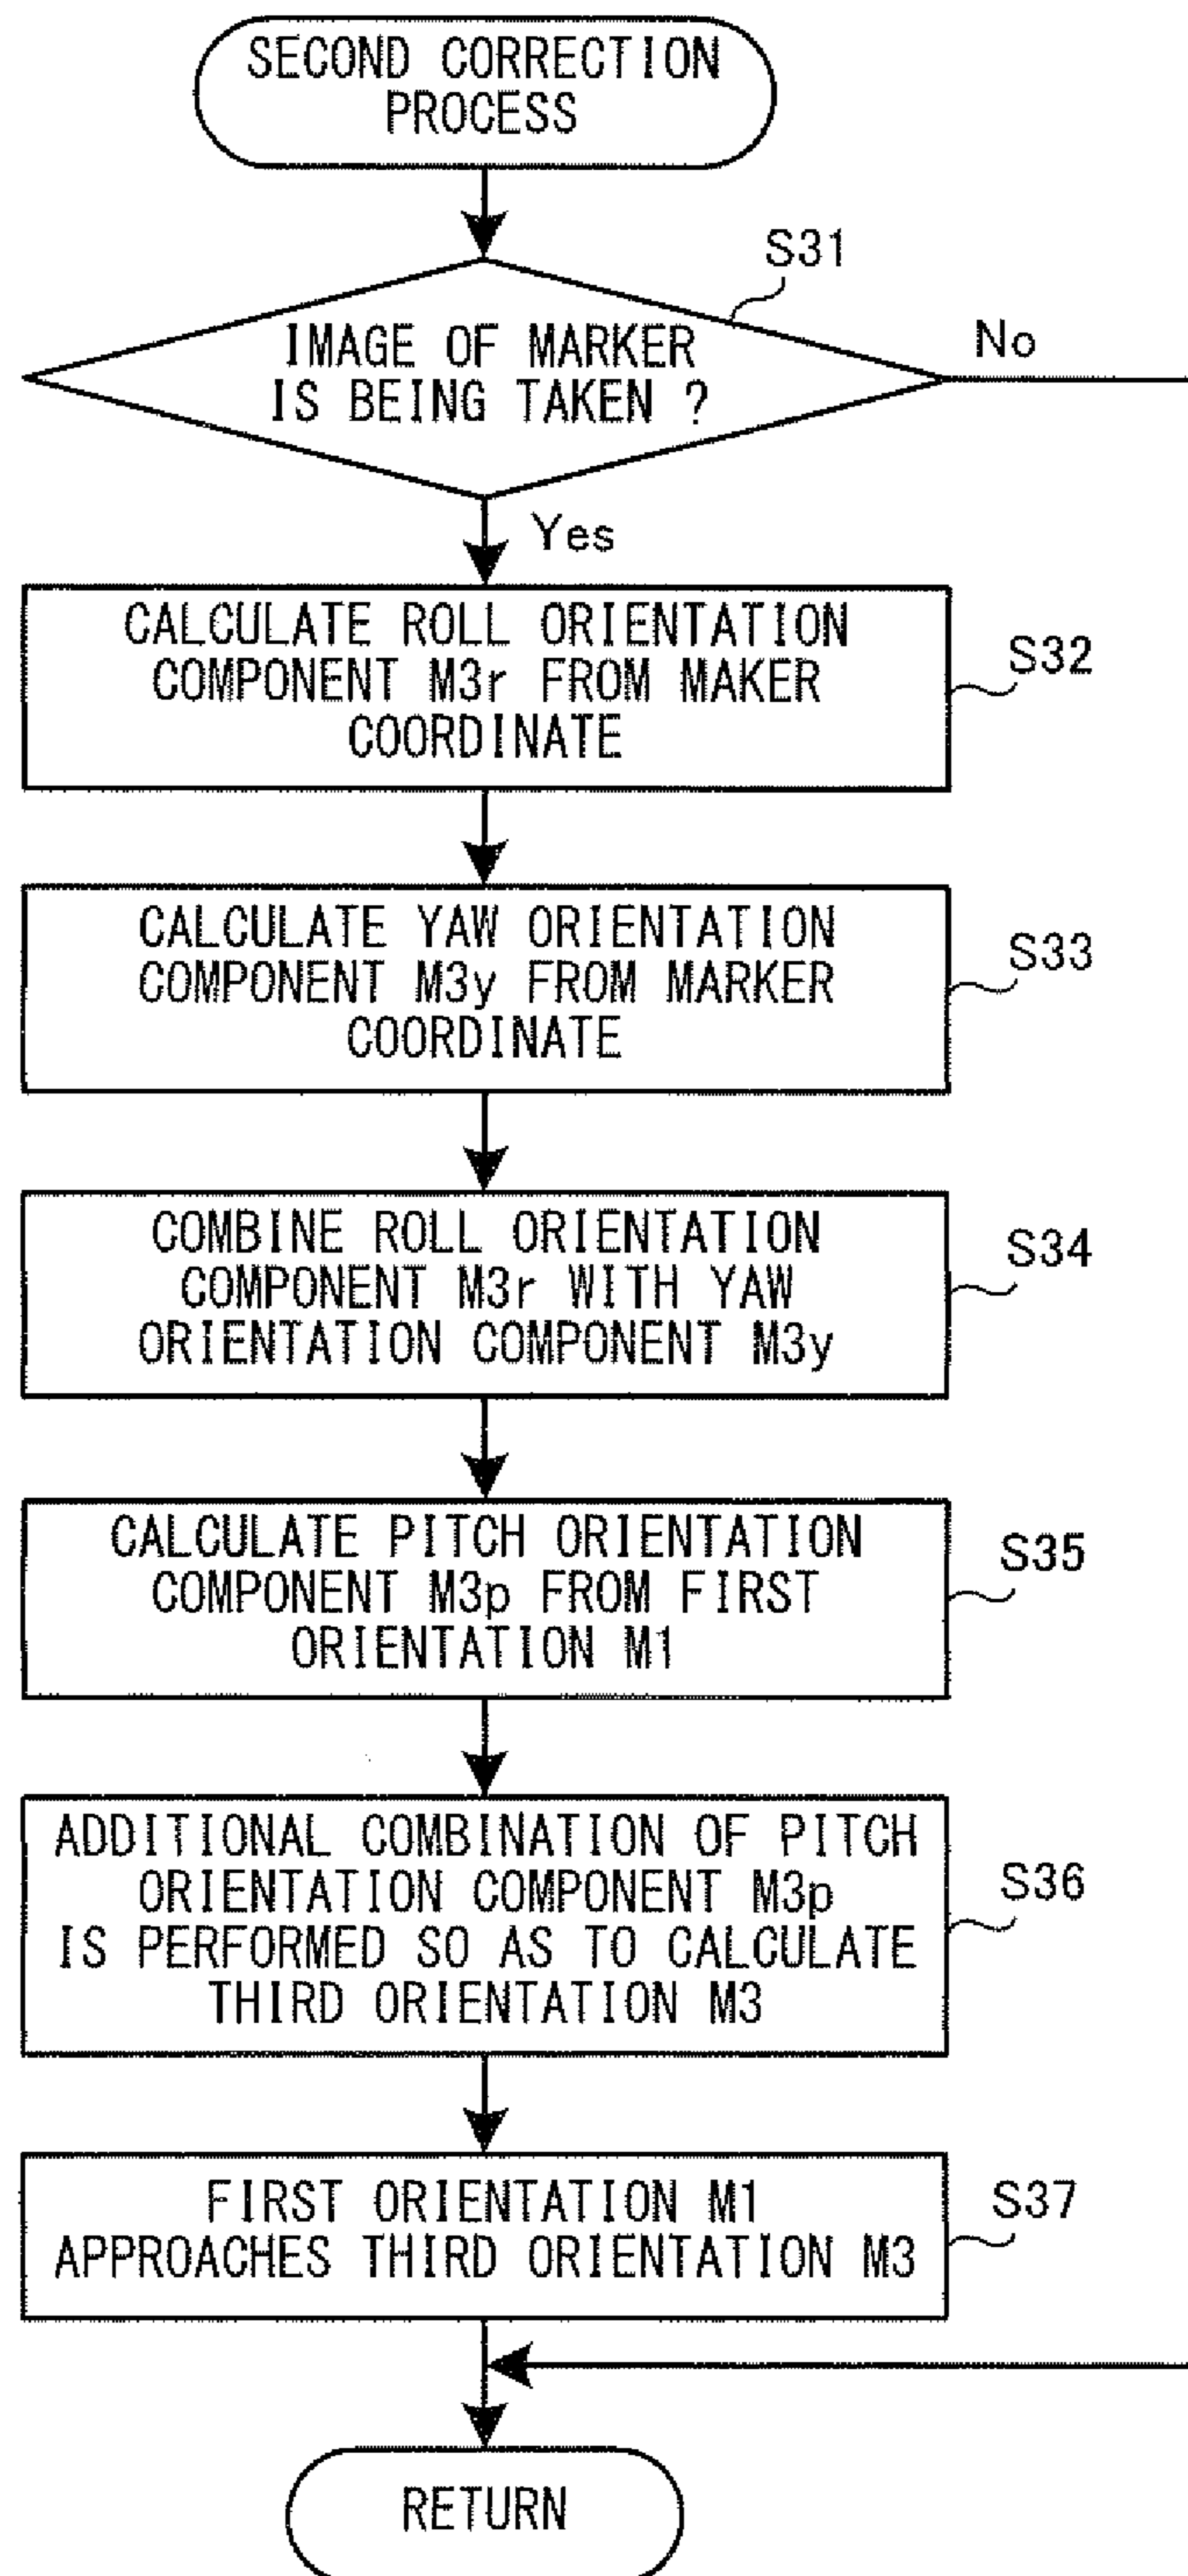 SECOND CORRECTION
PROCESS
S31
IMAGE OF MARKER
IS BEING TAKEN ?
No
Yes
CALCULATE ROLL ORIENTATION
COMPONENT M3r FROM MAKER
COORDINATE
S32
CALCULATE YAW ORIENTATION
COMPONENT M3y FROM MARKER
COORDINATE
S33
COMBINE ROLL ORIENTATION
COMPONENT M3r WITH YAW
ORIENTATION COMPONENT M3y
S34
CALCULATE PITCH ORIENTATION
COMPONENT M3p FROM FIRST
ORIENTATION M1
S35
ADDITIONAL COMBINATION OF PITCH
ORIENTATION COMPONENT M3p
IS PERFORMED SO AS TO CALCULATE
THIRD ORIENTATION M3
S36
FIRST ORIENTATION M1
APPROACHES THIRD ORIENTATION M3
S37
RETURN